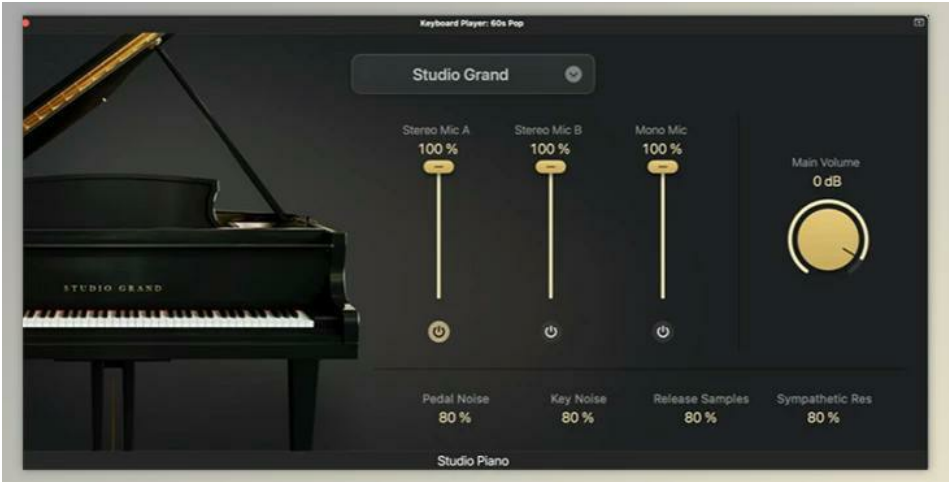 Keyboard Player: 60s Pop
Studio Grand
Stereo Mic A
100 %
Stereo Mic B
100 %
Mono Mic
100 %
Main Volume
0 dB
STUDIO GRAND
Pedal Noise
80 %
Key Noise
80 %
Release Samples
80 %
Sympathetic Res
80 %
Studio Piano